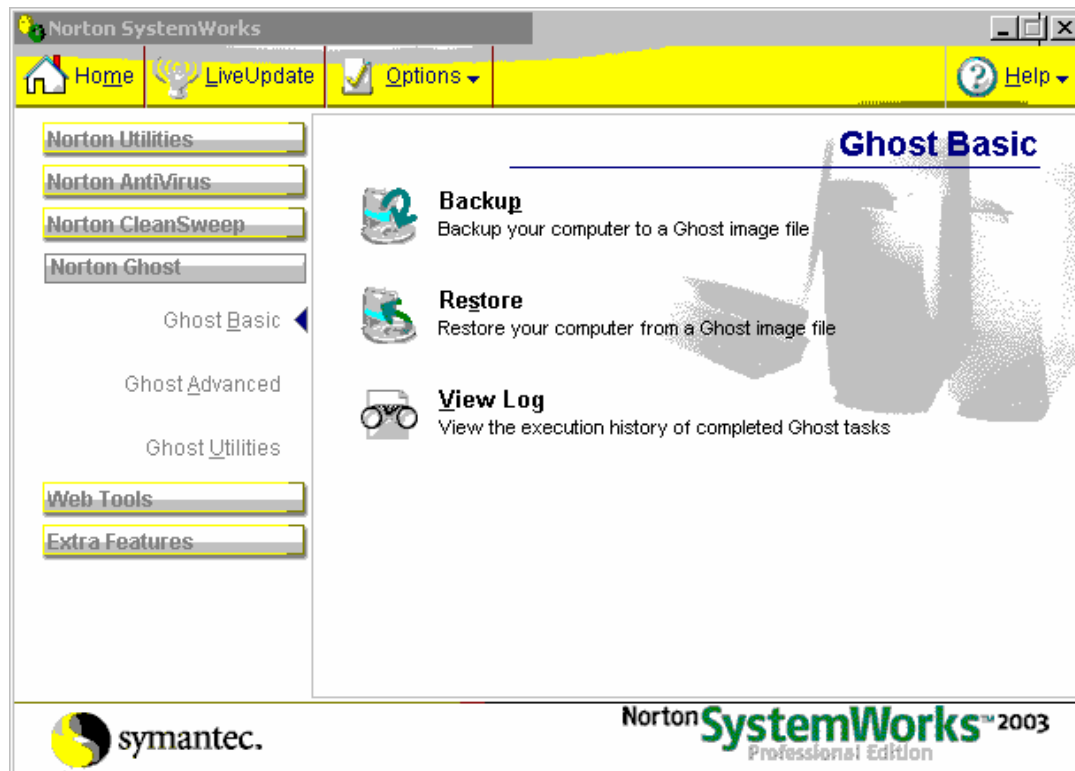 Norton SystemWorks
Home LiveUpdate Options Help
Norton Utilities
Norton AntiVirus
Norton CleanSweep
Norton Ghost
Ghost Basic
Ghost Advanced
Ghost Utilities
Web Tools
Extra Features
Ghost Basic
Backup
Backup your computer to a Ghost image file
Restore
Restore your computer from a Ghost image file
View Log
View the execution history of completed Ghost tasks
symantec.
Norton SystemWorks™ 2003
Professional Edition